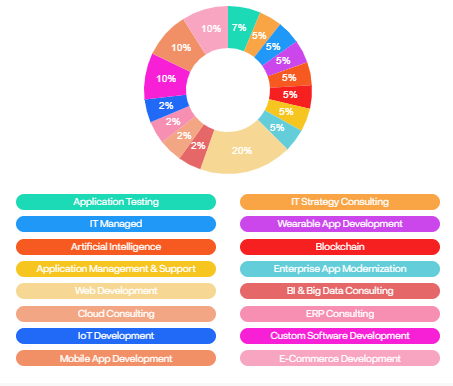 7%
5%
5%
5%
5%
5%
5%
5%
20%
2%
2%
2%
2%
10%
10%
10%
Application Testing
IT Strategy Consulting
IT Managed
Wearable App Development
Artificial Intelligence
Blockchain
Application Management & Support
Enterprise App Modernization
Web Development
BI & Big Data Consulting
Cloud Consulting
ERP Consulting
IoT Development
Custom Software Development
Mobile App Development
E-Commerce Development